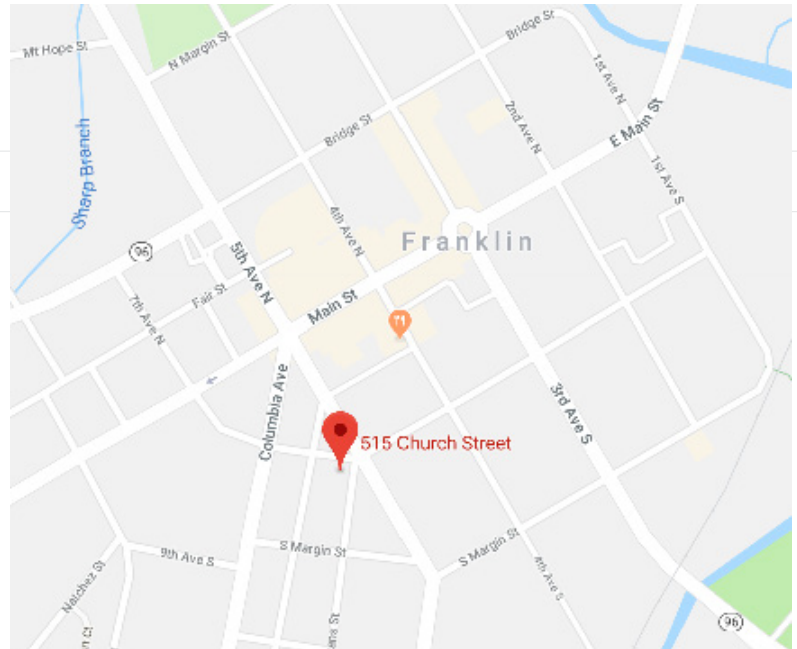 Mt Hope St
N Margin St
Bridge St
1st Ave N
2nd Ave N
E Main St
Sharp Branch
Bridge St
1st Ave S
4th Ave N
Franklin
96
5th Ave N
Fair St
Main St
7th Ave N
Columbia Ave
3rd Ave S
515 Church Street
S Margin St
S Margin St
9th Ave S
4th Ave S
Natchez St
96